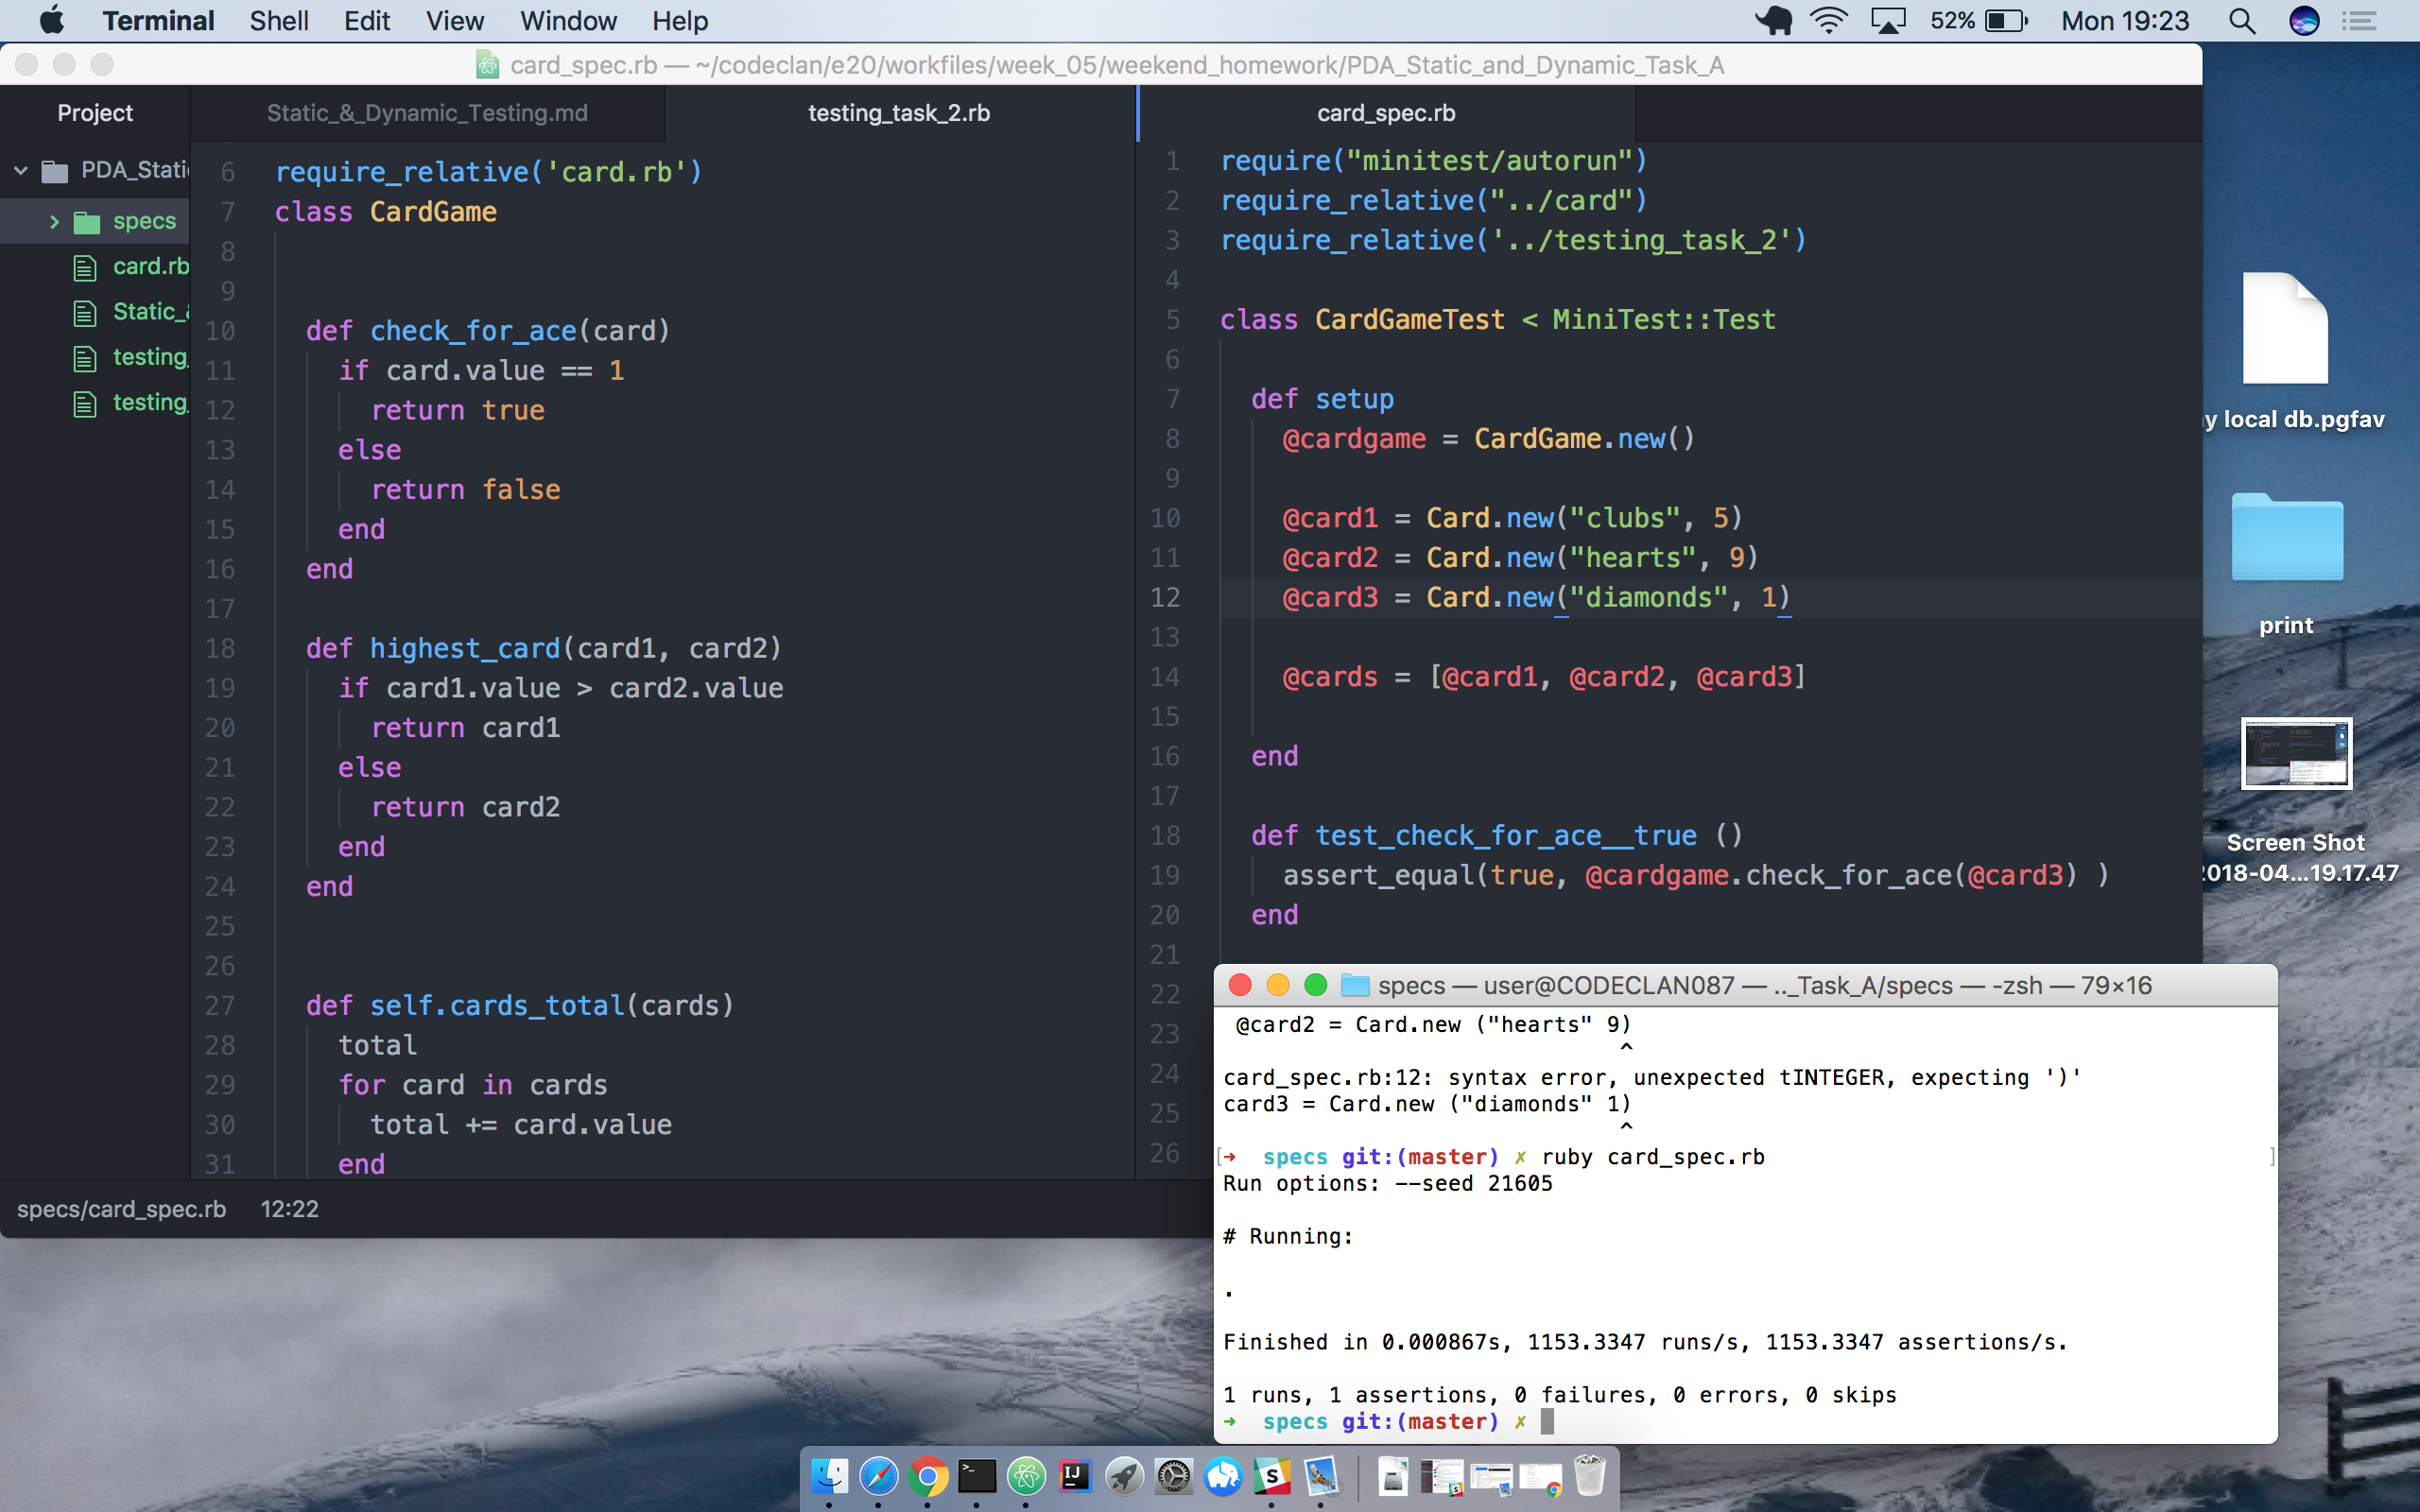 Terminal Shell Edit View Window Help 52% Mon 19:23
card_spec.rb — ~/codeclan/e20/workfiles/week_05/weekend_homework/PDA_Static_and_Dynamic_Task_A
Project
PDA_Stati
specs
card.rb
Static_&
testing_
testing_
Static_&_Dynamic_Testing.md
testing_task_2.rb
6 require_relative('card.rb')
7 class CardGame
8
9
10 def check_for_ace(card)
11 if card.value == 1
12 return true
13 else
14 return false
15 end
16 end
17
18 def highest_card(card1, card2)
19 if card1.value > card2.value
20 return card1
21 else
22 return card2
23 end
24 end
25
26
27 def self.cards_total(cards)
28 total
29 for card in cards
30 total += card.value
31 end
card_spec.rb
1 require("minitest/autorun")
2 require_relative("../card")
3 require_relative('../testing_task_2')
4
5 class CardGameTest < MiniTest::Test
6
7 def setup
8 @cardgame = CardGame.new()
9
10 @card1 = Card.new("clubs", 5)
11 @card2 = Card.new("hearts", 9)
12 @card3 = Card.new("diamonds", 1)
13
14 @cards = [@card1, @card2, @card3]
15
16 end
17
18 def test_check_for_ace__true ()
19 assert_equal(true, @cardgame.check_for_ace(@card3) )
20 end
21
22
23
24
25
26
specs/card_spec.rb 12:22
specs — user@CODECLAN087 — .._Task_A/specs — -zsh — 79×16
@card2 = Card.new ("hearts" 9)
^
card_spec.rb:12: syntax error, unexpected tINTEGER, expecting ')'
card3 = Card.new ("diamonds" 1)
^
[➜ specs git:(master) ✗ ruby card_spec.rb ]
Run options: --seed 21605
# Running:
.
Finished in 0.000867s, 1153.3347 runs/s, 1153.3347 assertions/s.
1 runs, 1 assertions, 0 failures, 0 errors, 0 skips
➜ specs git:(master) ✗
y local db.pgfav
print
Screen Shot
2018-04...19.17.47
IJ
S